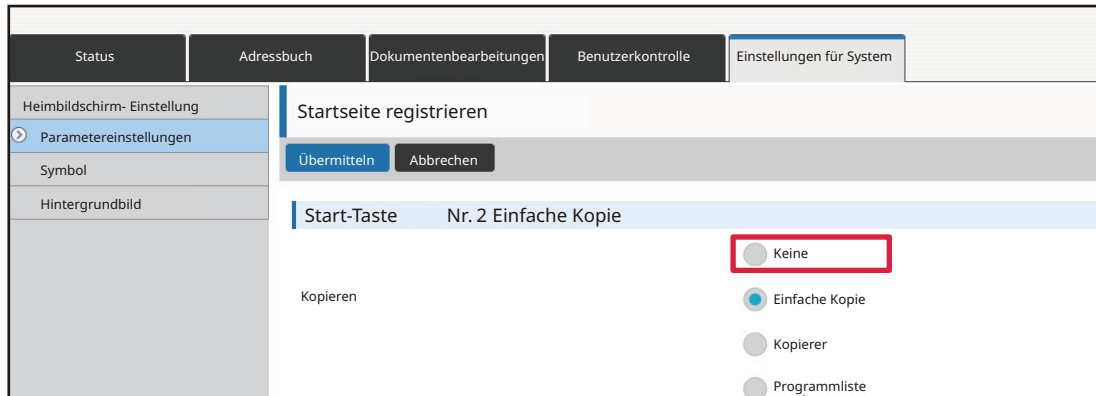 Status
Adressbuch
Dokumentenbearbeitungen
Benutzerkontrolle
Einstellungen für System
Heimbildschirm- Einstellung
Parametereinstellungen
Symbol
Hintergrundbild
Startseite registrieren
Übermitteln
Abbrechen
Start-Taste
Nr. 2 Einfache Kopie
Keine
Kopieren
Einfache Kopie
Kopierer
Programmliste